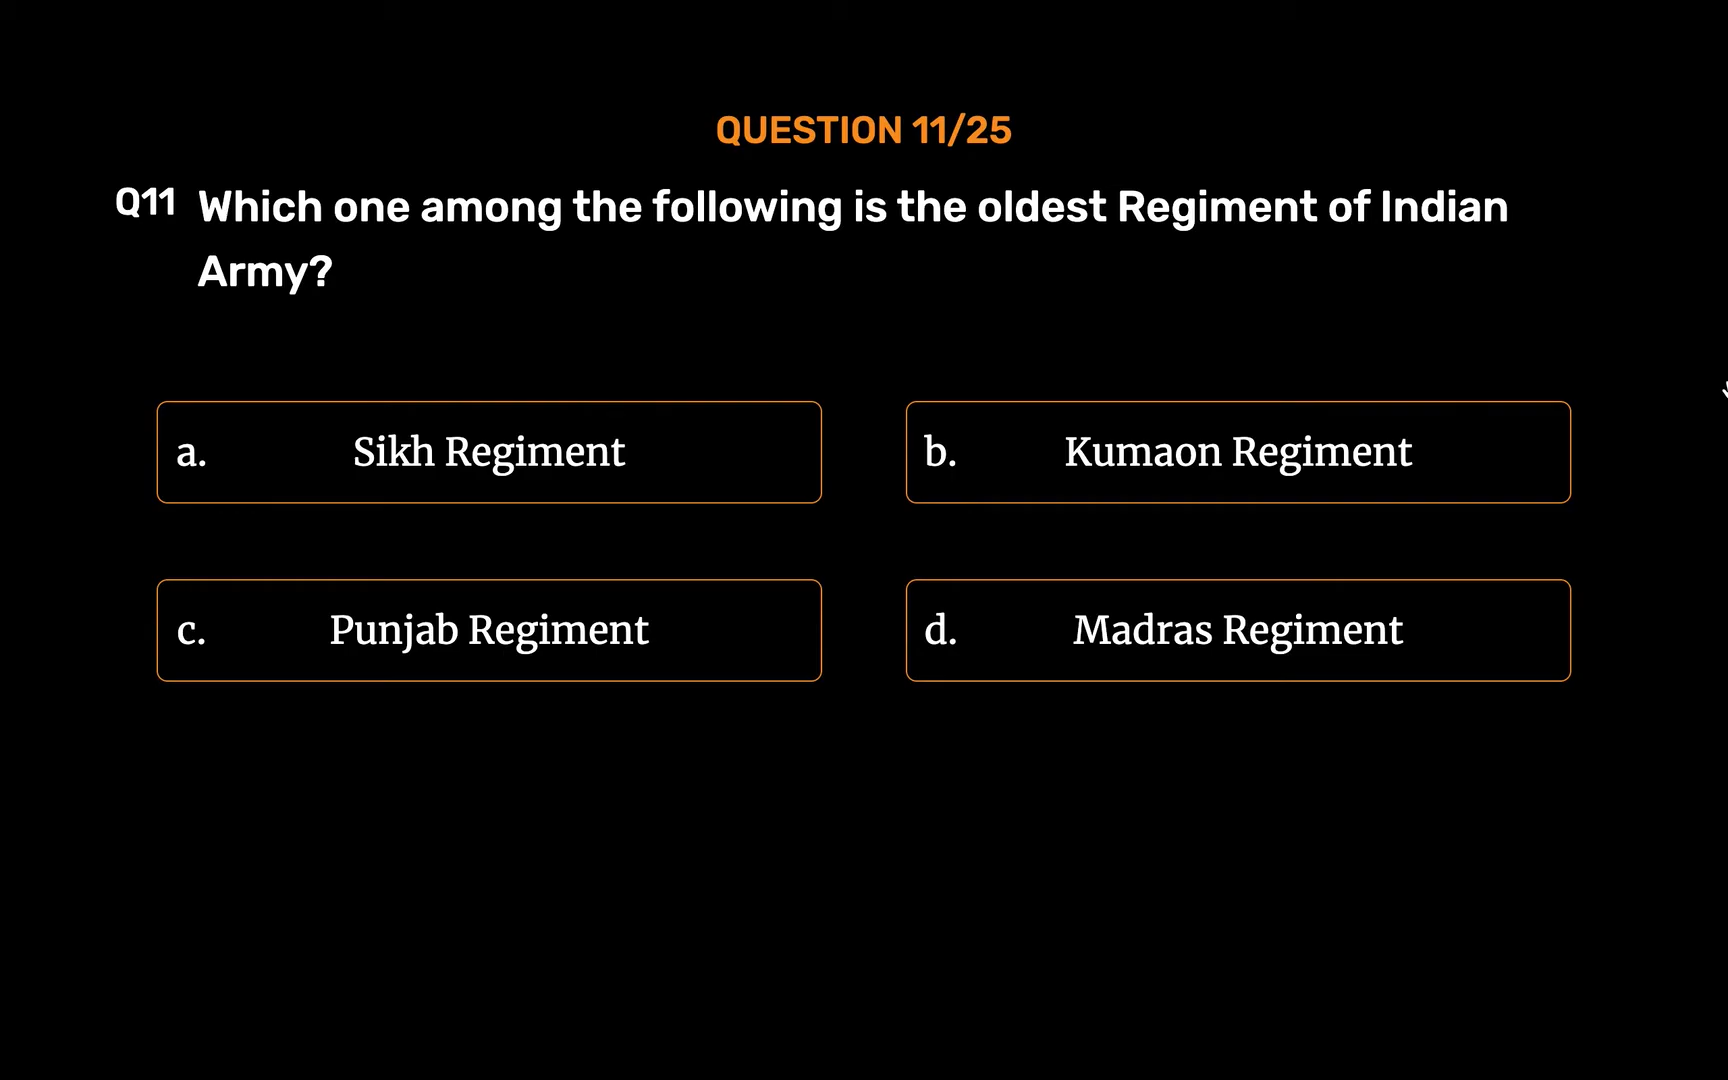 QUESTION 11/25
Q11 Which one among the following is the oldest Regiment of Indian
Army?
a. Sikh Regiment
b. Kumaon Regiment
c. Punjab Regiment
d. Madras Regiment